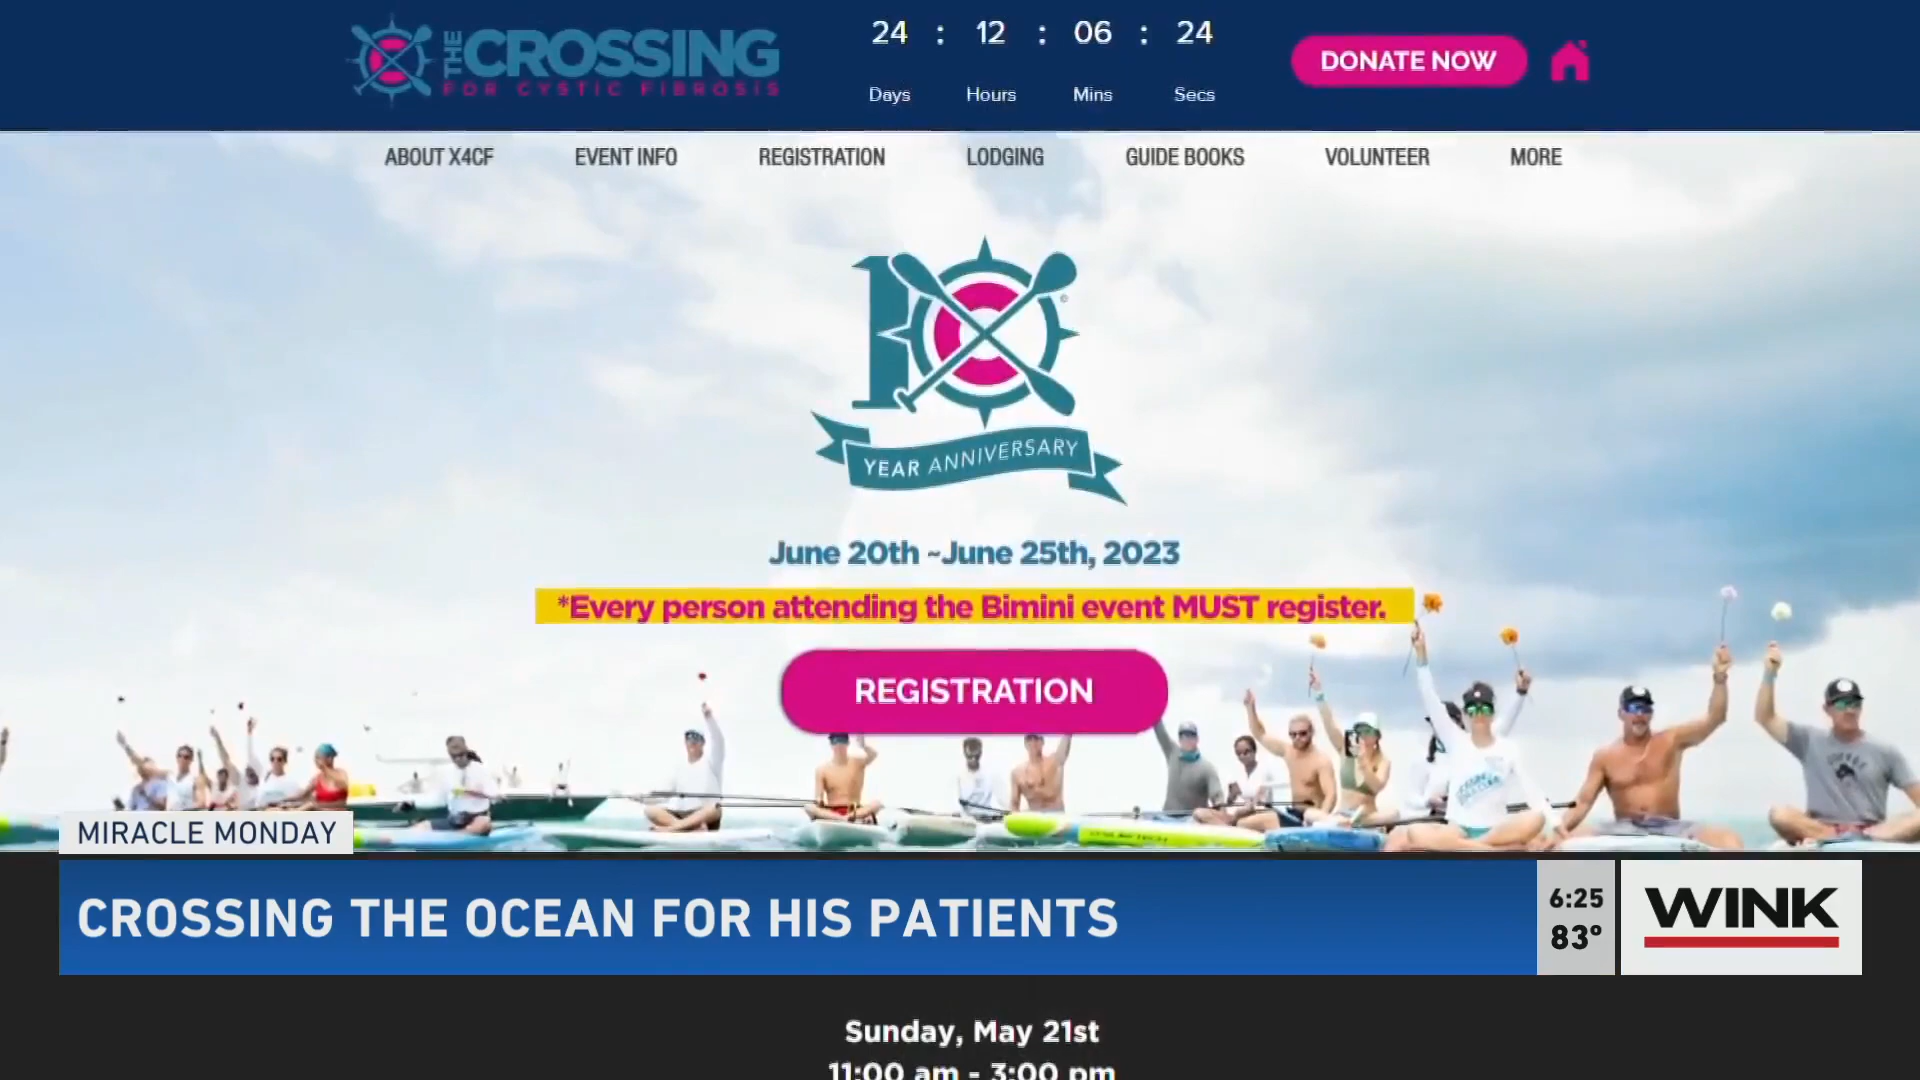 THE CROSSING
FOR CYSTIC FIBROSIS
24 : 12 : 06 : 24
Days Hours Mins Secs
DONATE NOW
ABOUT X4CF EVENT INFO REGISTRATION LODGING GUIDE BOOKS VOLUNTEER MORE
10
YEAR ANNIVERSARY
June 20th ~June 25th, 2023
*Every person attending the Bimini event MUST register.
REGISTRATION
MIRACLE MONDAY
CROSSING THE OCEAN FOR HIS PATIENTS
6:25
83°
WINK
Sunday, May 21st
11:00 am - 3:00 pm